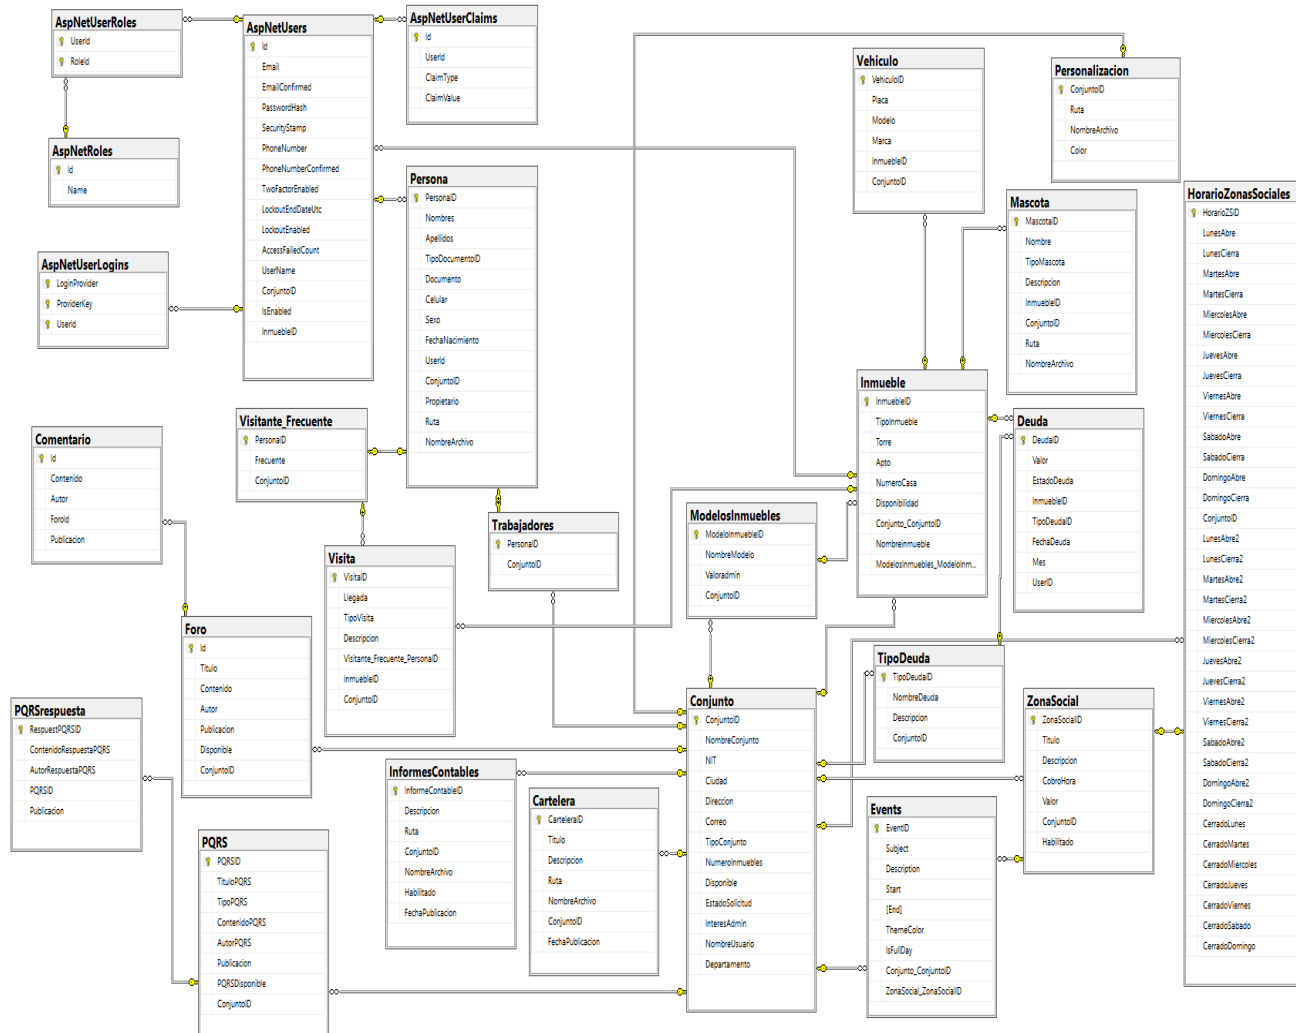 AspNetUserRoles
UserId
RoleId
AspNetRoles
Id
Name
AspNetUserLogins
LoginProvider
ProviderKey
UserId
AspNetUsers
Id
Email
EmailConfirmed
PasswordHash
SecurityStamp
PhoneNumber
PhoneNumberConfirmed
TwoFactorEnabled
LockoutEndDateUtc
LockoutEnabled
AccessFailedCount
UserName
ConjuntoID
IsEnabled
InmuebleID
AspNetUserClaims
Id
UserId
ClaimType
ClaimValue
Persona
PersonaID
Nombres
Apellidos
TipoDocumentoID
Documento
Celular
Sexo
FechaNacimiento
UserId
ConjuntoID
Propietario
Ruta
NombreArchivo
Visitante_Frecuente
PersonaID
Frecuente
ConjuntoID
Comentario
Id
Contenido
Autor
ForoId
Publicacion
Visita
VisitaID
Llegada
TipoVisita
Descripcion
Visitante_Frecuente_PersonaID
InmuebleID
ConjuntoID
Trabajadores
PersonaID
ConjuntoID
Foro
Id
Titulo
Contenido
Autor
Publicacion
Disponible
ConjuntoID
PQRSrespuesta
RespuestPQRSID
ContenidoRespuestaPQRS
AutorRespuestaPQRS
PQRSID
Publicacion
PQRS
PQRSID
TituloPQRS
TipoPQRS
ContenidoPQRS
AutorPQRS
Publicacion
PQRSDisponible
ConjuntoID
InformesContables
InformeContableID
Descripcion
Ruta
ConjuntoID
NombreArchivo
Habilitado
FechaPublicacion
Cartelera
CarteleraID
Titulo
Descripcion
Ruta
NombreArchivo
ConjuntoID
FechaPublicacion
Vehiculo
VehiculoID
Placa
Modelo
Marca
InmuebleID
ConjuntoID
Personalizacion
ConjuntoID
Ruta
NombreArchivo
Color
Mascota
MascotaID
Nombre
TipoMascota
Descripcion
InmuebleID
ConjuntoID
Ruta
NombreArchivo
Inmueble
InmuebleID
TipoInmueble
Torre
Apto
NumeroCasa
Disponibilidad
Conjunto_ConjuntoID
Nombreinmueble
ModelosInmuebles_ModeloInm...
Deuda
DeudaID
Valor
EstadoDeuda
InmuebleID
TipoDeudaID
FechaDeuda
Mes
UserID
ModelosInmuebles
ModeloInmuebleID
NombreModelo
Valoradmin
ConjuntoID
TipoDeuda
TipoDeudaID
NombreDeuda
Descripcion
ConjuntoID
Conjunto
ConjuntoID
NombreConjunto
NIT
Ciudad
Direccion
Correo
TipoConjunto
NumeroInmuebles
Disponible
EstadoSolicitud
InteresAdmin
NombreUsuario
Departamento
ZonaSocial
ZonaSocialID
Titulo
Descripcion
CobroHora
Valor
ConjuntoID
Habilitado
Events
EventID
Subject
Description
Start
[End]
ThemeColor
IsFullDay
Conjunto_ConjuntoID
ZonaSocial_ZonaSocialID
HorarioZonasSociales
HorarioZSID
LunesAbre
LunesCierra
MartesAbre
MartesCierra
MiercolesAbre
MiercolesCierra
JuevesAbre
JuevesCierra
ViernesAbre
ViernesCierra
SabadoAbre
SabadoCierra
DomingoAbre
DomingoCierra
ConjuntoID
LunesAbre2
LunesCierra2
MartesAbre2
MartesCierra2
MiercolesAbre2
MiercolesCierra2
JuevesAbre2
JuevesCierra2
ViernesAbre2
ViernesCierra2
SabadoAbre2
SabadoCierra2
DomingoAbre2
DomingoCierra2
CerradoLunes
CerradoMartes
CerradoMiercoles
CerradoJueves
CerradoViernes
CerradoSabado
CerradoDomingo